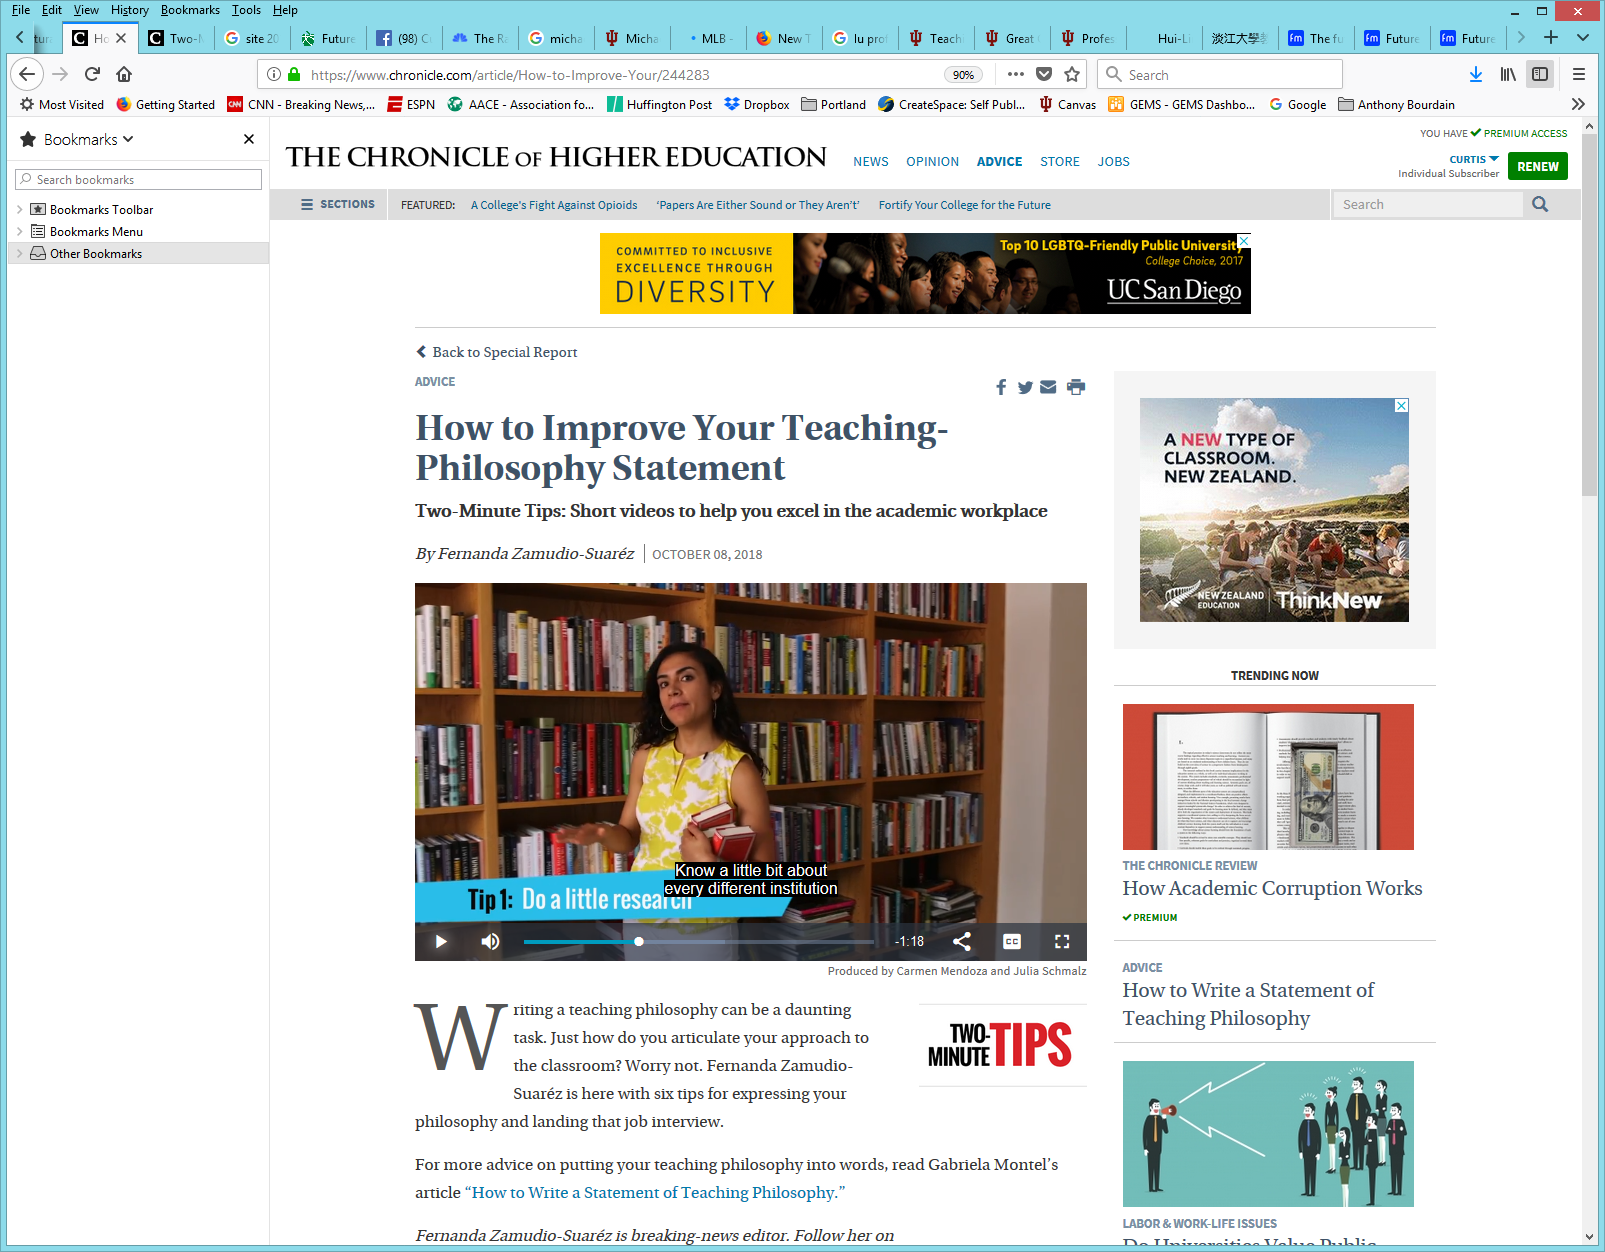 File Edit View History Bookmarks Tools Help
Ho Two-M site 20 Future (98) C The Ra micha Micha MLB - New T lu prof Teach Great Profes Hui-Li 淡江大學 The fu Future Future
https://www.chronicle.com/article/How-to-Improve-Your/244283 90% Search
Most Visited Getting Started CNN - Breaking News,... ESPN AACE - Association fo... Huffington Post Dropbox Portland CreateSpace: Self Publ... Canvas GEMS - GEMS Dashbo... Google Anthony Bourdain
Bookmarks
Search bookmarks
Bookmarks Toolbar
Bookmarks Menu
Other Bookmarks
YOU HAVE PREMIUM ACCESS
THE CHRONICLE OF HIGHER EDUCATION
NEWS OPINION ADVICE STORE JOBS
CURTIS
Individual Subscriber
RENEW
SECTIONS FEATURED: A College's Fight Against Opioids ‘Papers Are Either Sound or They Aren’t’ Fortify Your College for the Future
Search
COMMITTED TO INCLUSIVE
EXCELLENCE THROUGH
DIVERSITY
Top 10 LGBTQ-Friendly Public University
College Choice, 2017
UC San Diego
Back to Special Report
ADVICE
How to Improve Your Teaching-
Philosophy Statement
Two-Minute Tips: Short videos to help you excel in the academic workplace
By Fernanda Zamudio-Suaréz OCTOBER 08, 2018
Know a little bit about
every different institution
Tip 1: Do a little research
-1:18
CC
Produced by Carmen Mendoza and Julia Schmalz
Writing a teaching philosophy can be a daunting
task. Just how do you articulate your approach to
the classroom? Worry not. Fernanda Zamudio-
Suaréz is here with six tips for expressing your
philosophy and landing that job interview.
TWO-
MINUTE TIPS
For more advice on putting your teaching philosophy into words, read Gabriela Montel’s
article “How to Write a Statement of Teaching Philosophy.”
Fernanda Zamudio-Suaréz is breaking-news editor. Follow her on
A NEW TYPE OF
CLASSROOM.
NEW ZEALAND.
NEW ZEALAND
EDUCATION
ThinkNew
TRENDING NOW
THE CHRONICLE REVIEW
How Academic Corruption Works
PREMIUM
ADVICE
How to Write a Statement of
Teaching Philosophy
LABOR & WORK-LIFE ISSUES
Do Universities Value Public